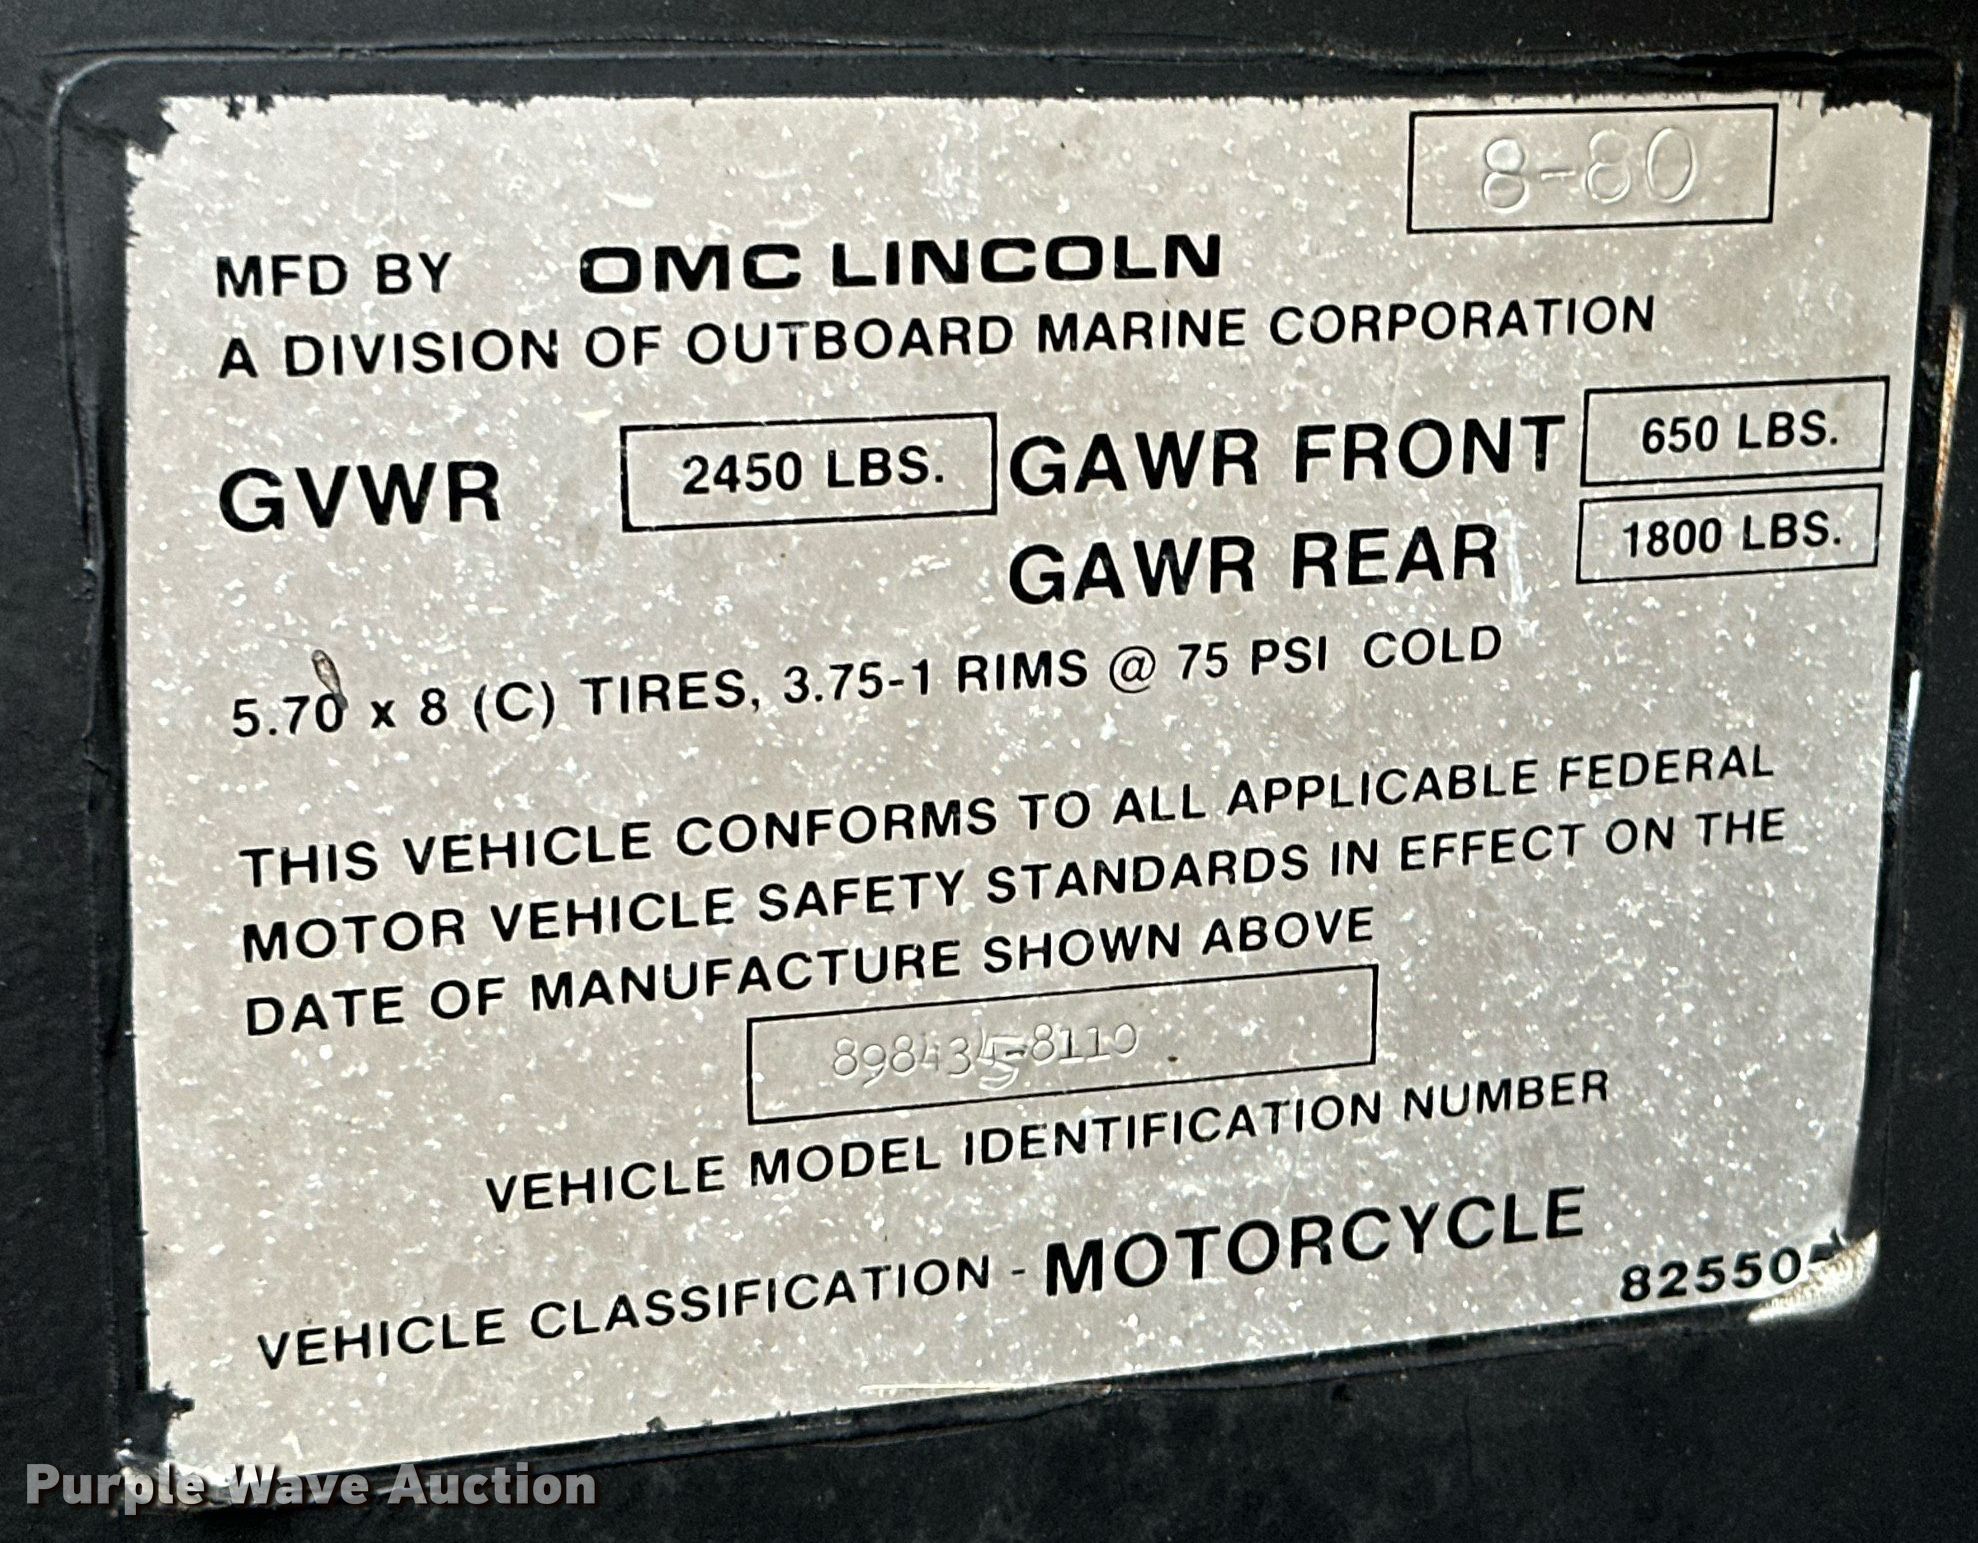 8-80
MFD BY OMC LINCOLN
A DIVISION OF OUTBOARD MARINE CORPORATION
GVWR 2450 LBS. GAWR FRONT 650 LBS.
GAWR REAR 1800 LBS.
5.70 x 8 (C) TIRES, 3.75-1 RIMS @ 75 PSI COLD
THIS VEHICLE CONFORMS TO ALL APPLICABLE FEDERAL
MOTOR VEHICLE SAFETY STANDARDS IN EFFECT ON THE
DATE OF MANUFACTURE SHOWN ABOVE
VEHICLE MODEL IDENTIFICATION NUMBER
VEHICLE CLASSIFICATION - MOTORCYCLE
Purple Wave Auction